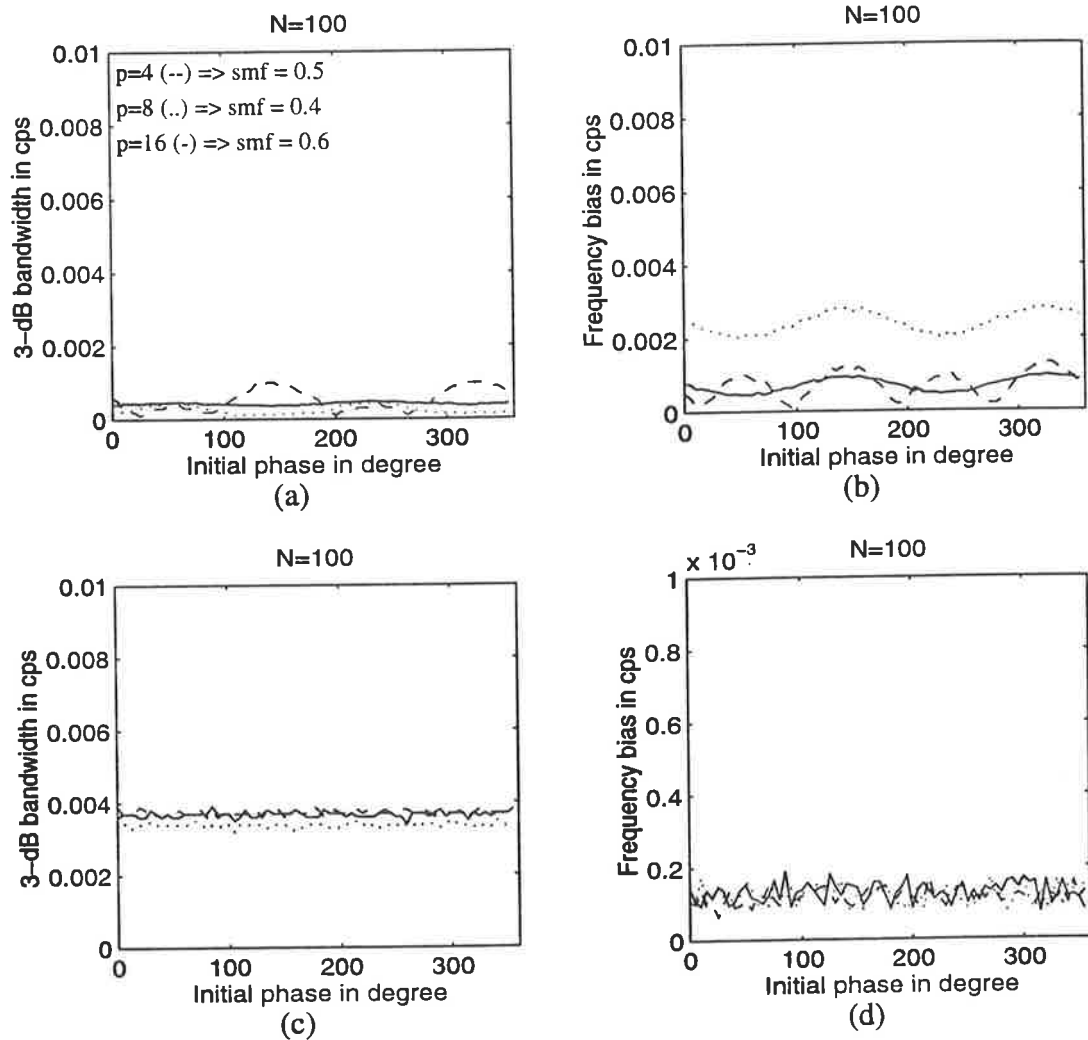 N=100
0.01
0.008
0.006
0.004
0.002
0
3-dB bandwidth in cps
p=4 (--) => smf = 0.5
p=8 (..) => smf = 0.4
p=16 (-) => smf = 0.6
0 100 200 300
Initial phase in degree
(a)
N=100
0.01
0.008
0.006
0.004
0.002
0
Frequency bias in cps
0 100 200 300
Initial phase in degree
(b)
N=100
0.01
0.008
0.006
0.004
0.002
0
3-dB bandwidth in cps
0 100 200 300
Initial phase in degree
(c)
x 10⁻³ N=100
1
0.8
0.6
0.4
0.2
0
Frequency bias in cps
0 100 200 300
Initial phase in degree
(d)